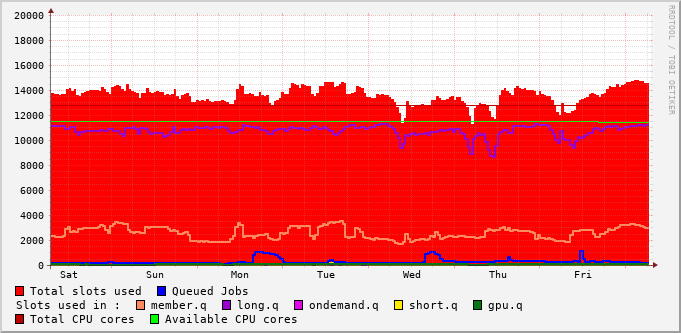 20000
18000
16000
14000
12000
10000
8000
6000
4000
2000
0
Sat Sun Mon Tue Wed Thu Fri
RRDTOOL / TOBI OETIKER
Total slots used Queued Jobs
Slots used in : member.q long.q ondemand.q short.q gpu.q
Total CPU cores Available CPU cores